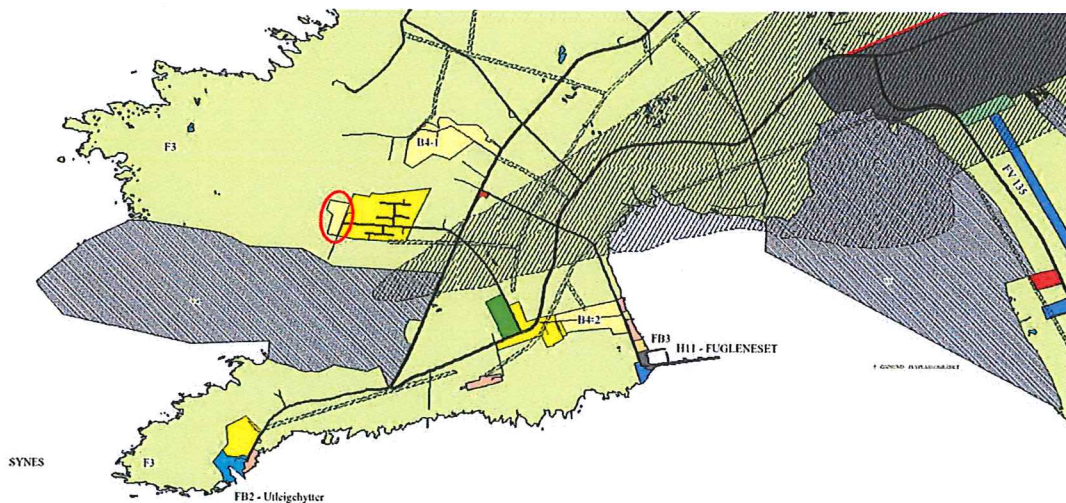 F3
B4-1
FV 135
B4-2
FB3
H11 - FUGLENESET
SYNES
F3
FB2 - Utleigehytter